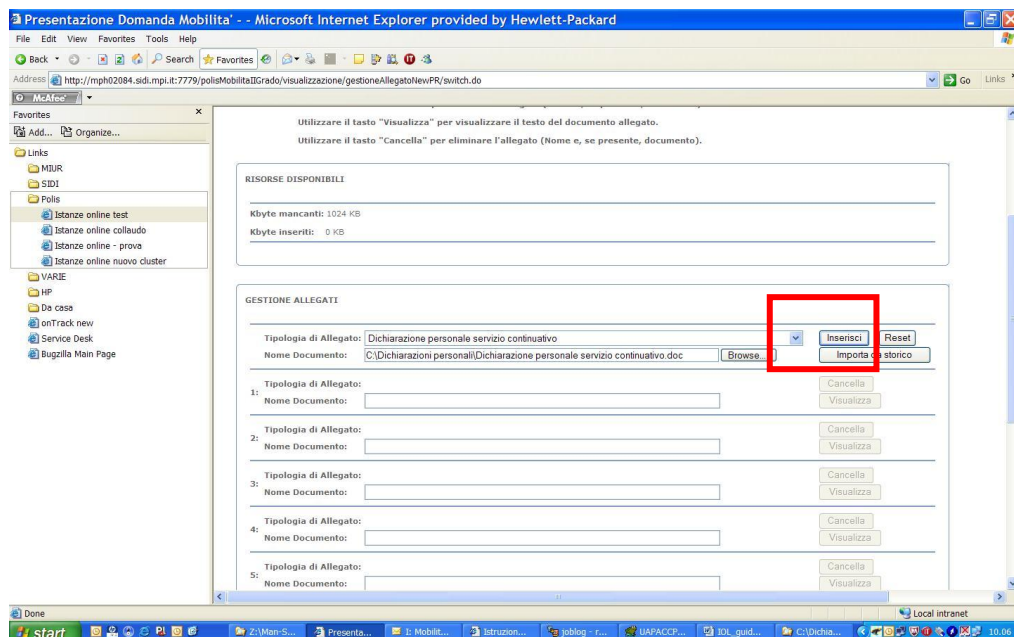 Presentazione Domanda Mobilita' - - Microsoft Internet Explorer provided by Hewlett-Packard
File Edit View Favorites Tools Help
Back Search Favorites
Address http://mph02084.sidi.mpi.it:7779/polisMobilitaIIGrado/visualizzazione/gestioneAllegatoNewPR/switch.do Go Links
McAfee
Favorites x
Add... Organize...
Links
MIUR
SIDI
Polis
Istanze online test
Istanze online collaudo
Istanze online - prova
Istanze online nuovo cluster
VARIE
HP
Da casa
onTrack new
Service Desk
Bugzilla Main Page
Utilizzare il tasto "Visualizza" per visualizzare il testo del documento allegato.
Utilizzare il tasto "Cancella" per eliminare l'allegato (Nome e, se presente, documento).
RISORSE DISPONIBILI
Kbyte mancanti: 1024 KB
Kbyte inseriti: 0 KB
GESTIONE ALLEGATI
Tipologia di Allegato: Dichiarazione personale servizio continuativo Inserisci Reset
Nome Documento: C:\Dichiarazioni personali\Dichiarazione personale servizio continuativo.doc Browse... Importa da storico
1: Tipologia di Allegato: Cancella
Nome Documento: Visualizza
2: Tipologia di Allegato: Cancella
Nome Documento: Visualizza
3: Tipologia di Allegato: Cancella
Nome Documento: Visualizza
4: Tipologia di Allegato: Cancella
Nome Documento: Visualizza
5: Tipologia di Allegato: Cancella
Nome Documento: Visualizza
Done Local intranet
start Z:\Man-S... Presenta... I: Mobilit... Istruzion... joblog - r... UAPACCP... IOL_guid... C:\Dichia... 10.06